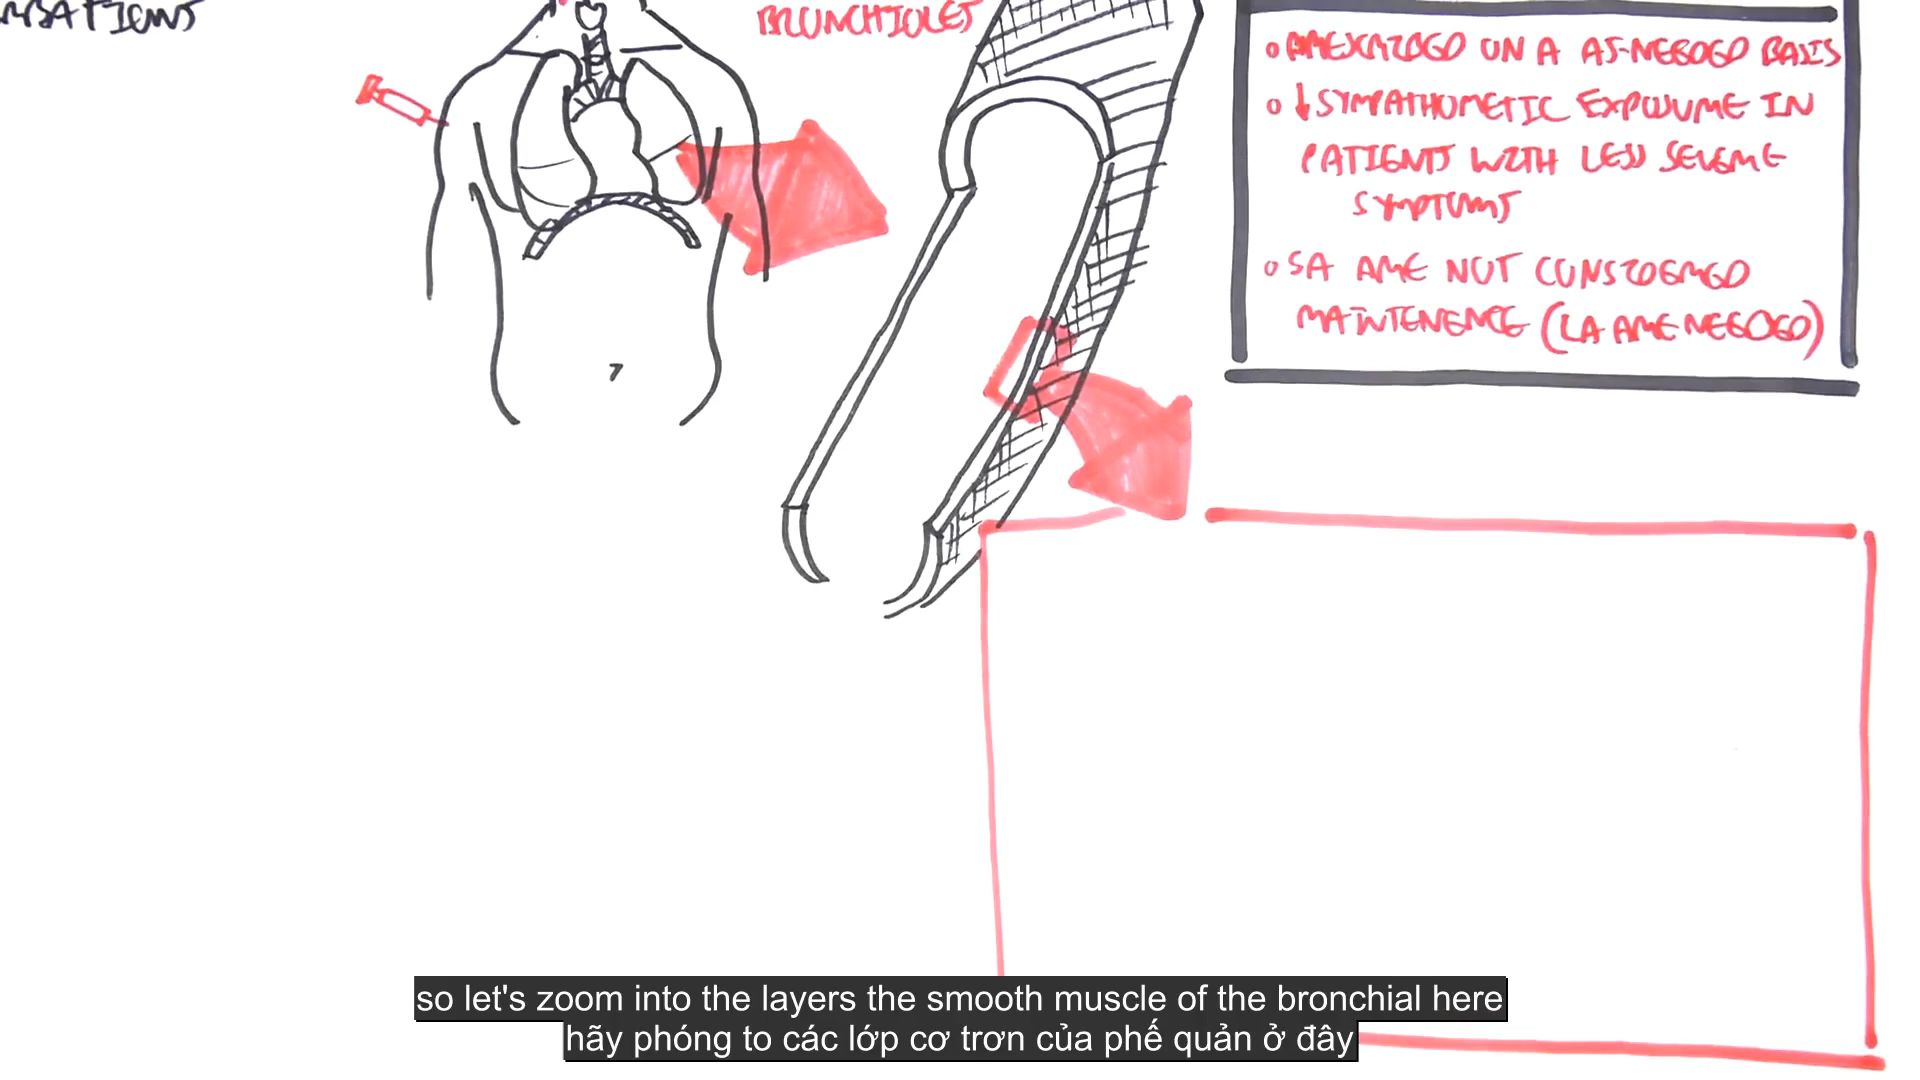 BRONCHIOLES
ON A AS-NEEDED BASIS
↓ SYMPATHOMETIC EXPOSURE IN
PATIENTS WITH LESS SEVERE
SYMPTOMS
SA ARE NOT CONSIDERED
MAINTENENCE (LA ARE NEEDED)
so let's zoom into the layers the smooth muscle of the bronchial here
hãy phóng to các lớp cơ trơn của phế quản ở đây